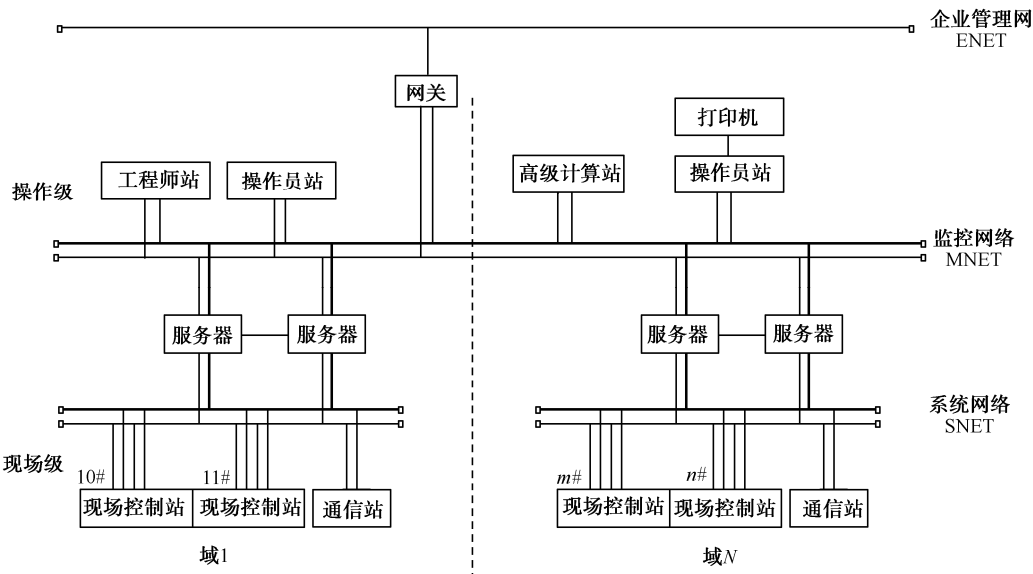 企业管理网
ENET
网关
打印机
工程师站
操作员站
高级计算站
操作员站
操作级
监控网络
MNET
服务器
服务器
服务器
服务器
系统网络
SNET
现场级
10#
11#
m#
n#
现场控制站
现场控制站
通信站
现场控制站
现场控制站
通信站
域1
域N